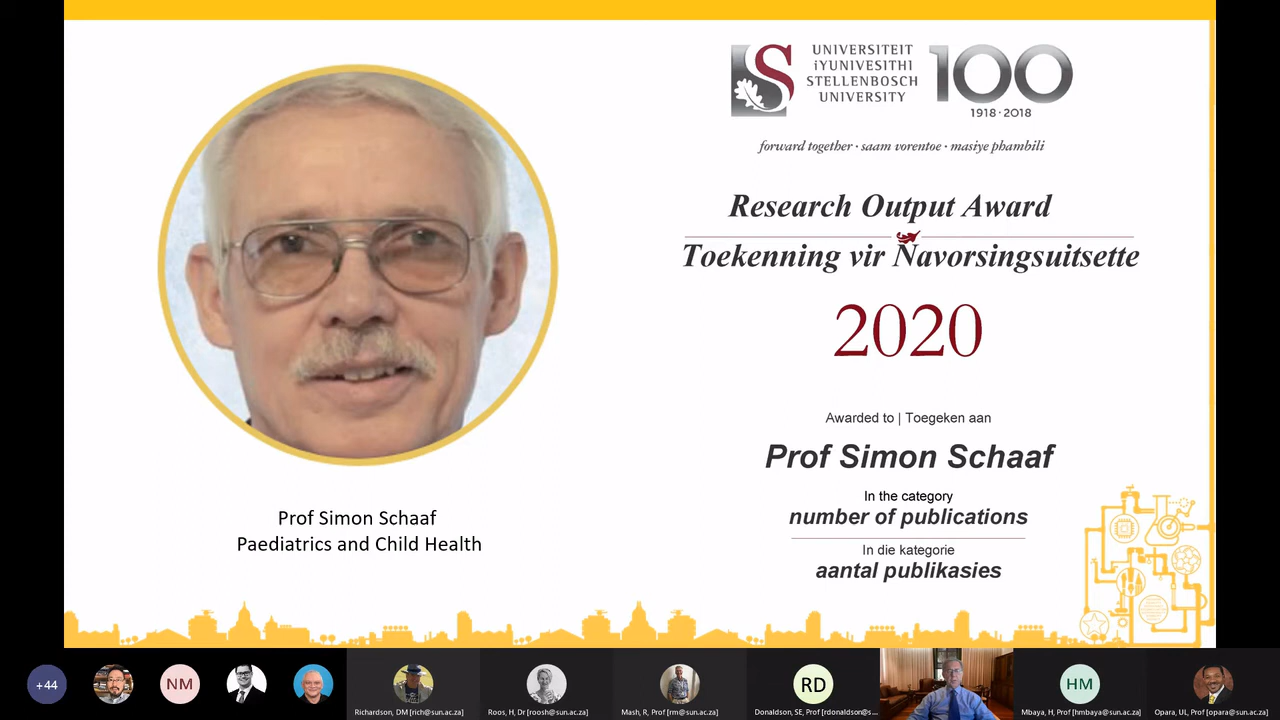 UNIVERSITEIT
iYUNIVESITHI
STELLENBOSCH
UNIVERSITY
100
1918 · 2018
forward together · saam vorentoe · masiye phambili
Research Output Award
Toekenning vir Navorsingsuitsette
2020
Awarded to | Toegeken aan
Prof Simon Schaaf
In the category
number of publications
In die kategorie
aantal publikasies
Prof Simon Schaaf
Paediatrics and Child Health
+44
NM
RD
HM
Richardson, DM [rich@sun.ac.za]
Roos, H, Dr [roosh@sun.ac.za]
Mash, R, Prof [rm@sun.ac.za]
Donaldson, SE, Prof [rdonaldson@s...
Mbaya, H, Prof [hmbaya@sun.ac.za]
Opara, UL, Prof [opara@sun.ac.za]